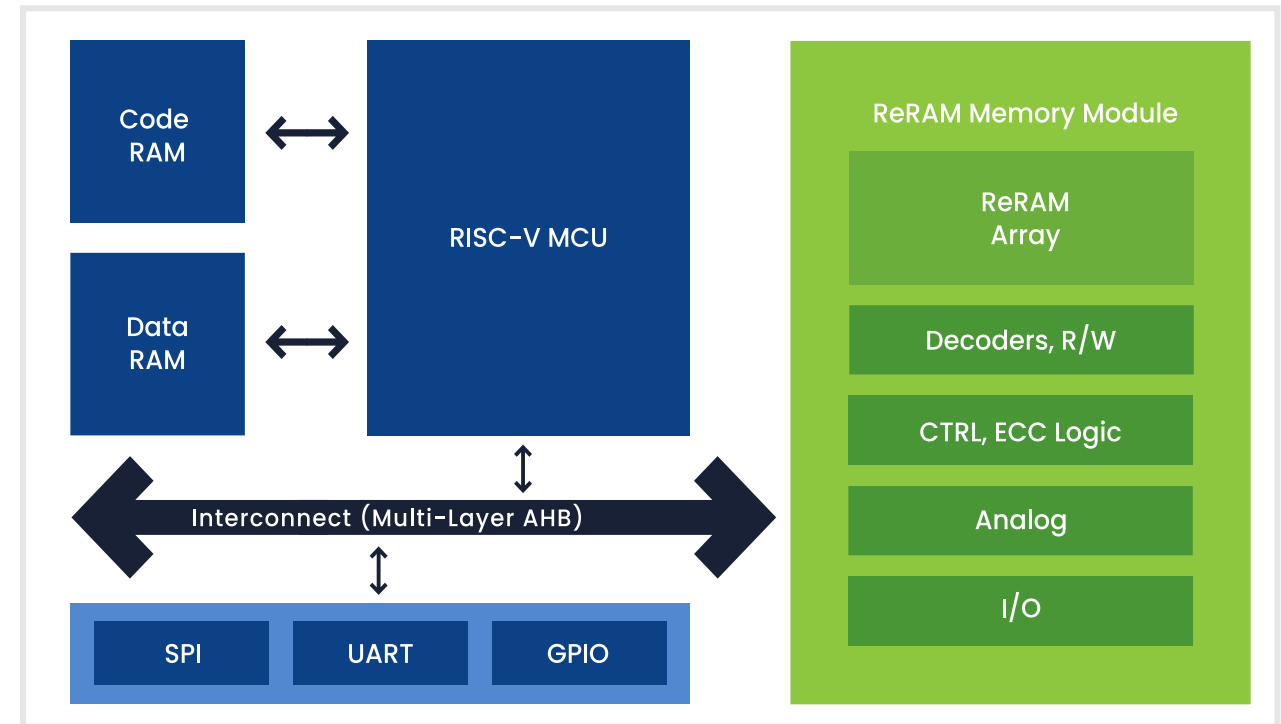 Code
RAM
RISC-V MCU
Data
RAM
Interconnect (Multi-Layer AHB)
SPI
UART
GPIO
ReRAM Memory Module
ReRAM
Array
Decoders, R/W
CTRL, ECC Logic
Analog
I/O